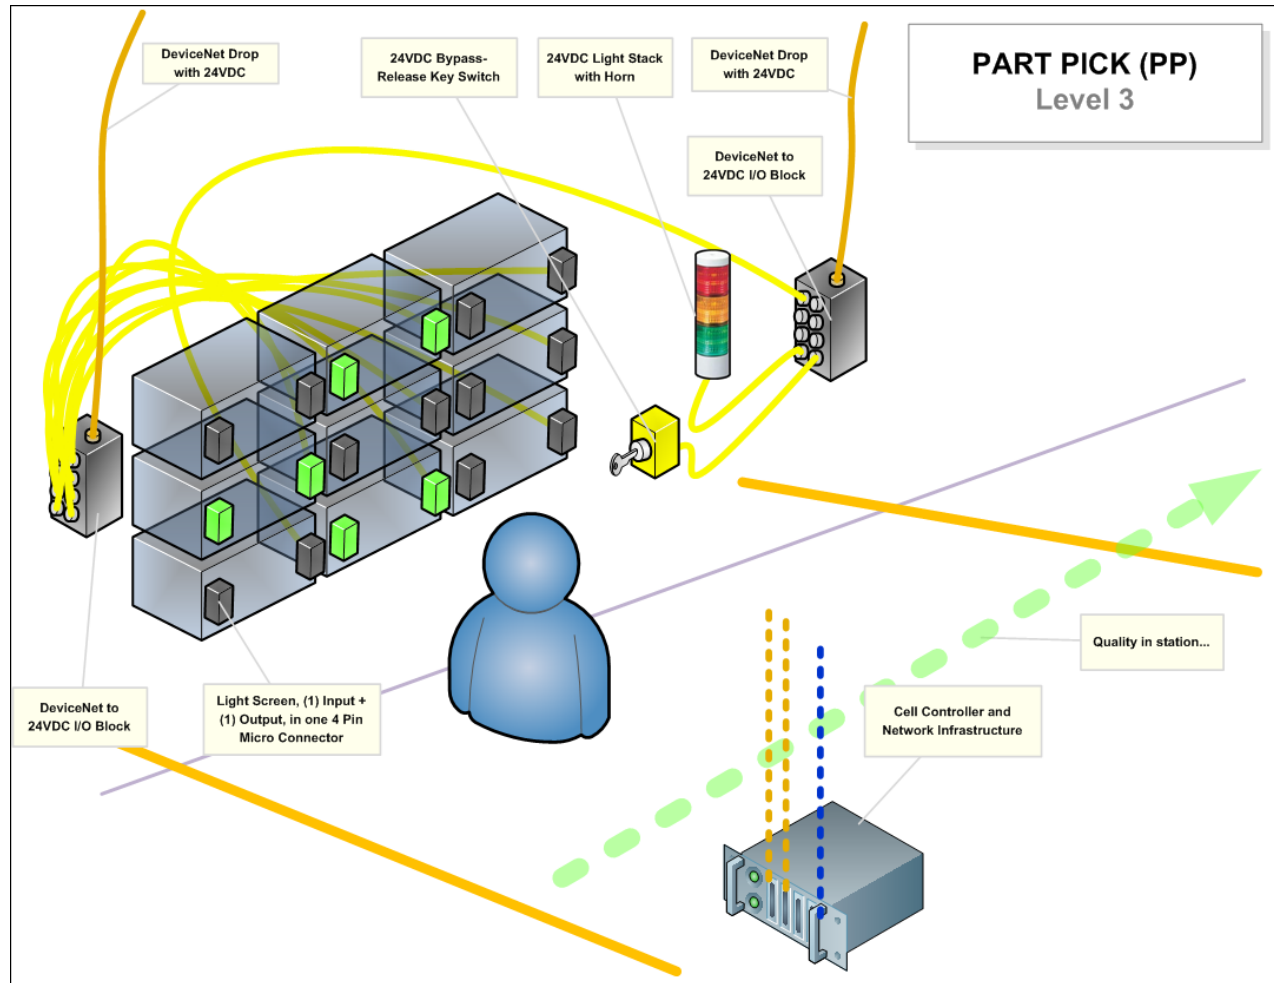 DeviceNet Drop
with 24VDC
24VDC Bypass-
Release Key Switch
24VDC Light Stack
with Horn
DeviceNet Drop
with 24VDC
PART PICK (PP)
Level 3
DeviceNet to
24VDC I/O Block
Quality in station...
DeviceNet to
24VDC I/O Block
Light Screen, (1) Input +
(1) Output, in one 4 Pin
Micro Connector
Cell Controller and
Network Infrastructure